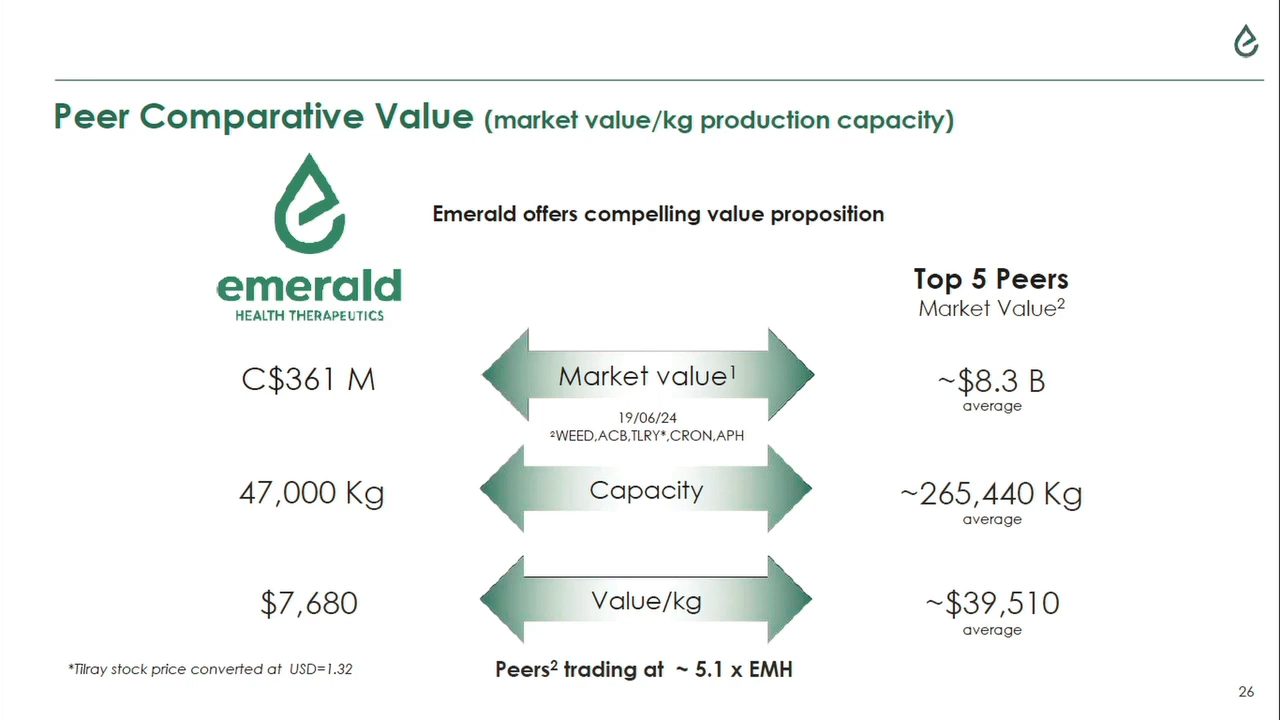 Peer Comparative Value (market value/kg production capacity)
Emerald offers compelling value proposition
emerald
HEALTH THERAPEUTICS
Top 5 Peers
Market Value²
C$361 M
Market value¹
~$8.3 B
average
19/06/24
²WEED,ACB,TLRY*,CRON,APH
47,000 Kg
Capacity
~265,440 Kg
average
$7,680
Value/kg
~$39,510
average
*Tilray stock price converted at USD=1.32
Peers² trading at ~ 5.1 x EMH
26